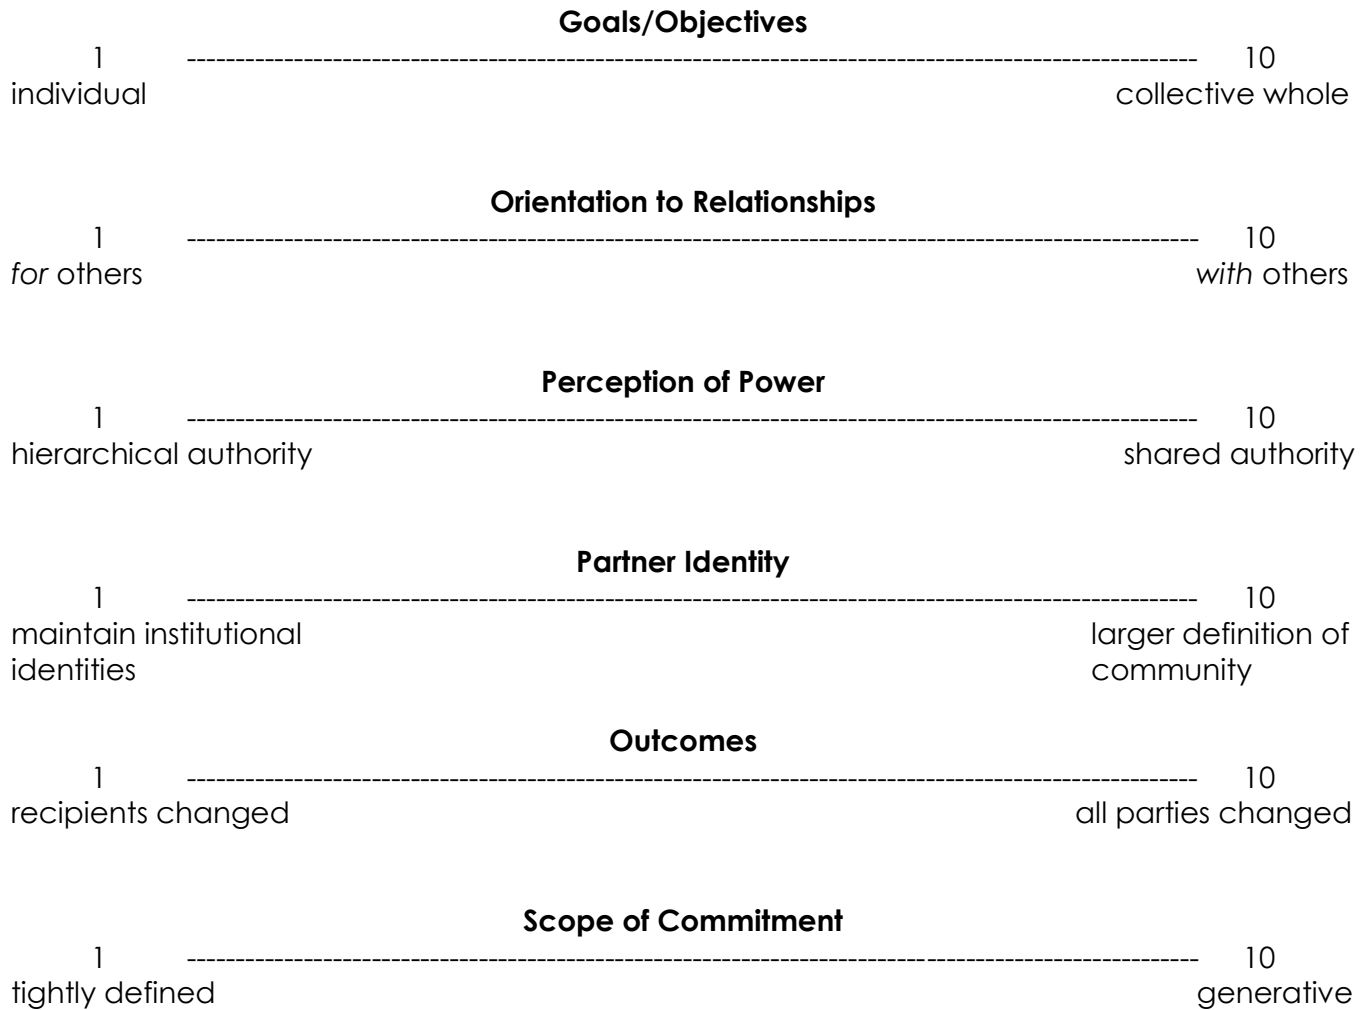 Goals/Objectives
1 ---------------------------------------------------------------------------------------------------------- 10
individual collective whole
Orientation to Relationships
1 ---------------------------------------------------------------------------------------------------------- 10
for others with others
Perception of Power
1 ---------------------------------------------------------------------------------------------------------- 10
hierarchical authority shared authority
Partner Identity
1 ---------------------------------------------------------------------------------------------------------- 10
maintain institutional larger definition of
identities community
Outcomes
1 ---------------------------------------------------------------------------------------------------------- 10
recipients changed all parties changed
Scope of Commitment
1 ---------------------------------------------------------------------------------------------------------- 10
tightly defined generative